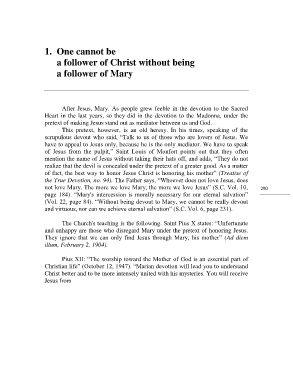 1. One cannot be
a follower of Christ without being
a follower of Mary
After Jesus, Mary. As people grew feeble in the devotion to the Sacred
Heart in the last years, so they did in the devotion to the Madonna, under the
pretext of making Jesus stand out as mediator between us and God.
This pretext, however, is an old heresy. In his times, speaking of the
scrupulous devout who said, "Talk to us of those who are lovers of Jesus. We
have to appeal to Jesus only, because he is the only mediator. We have to speak
of Jesus from the pulpit," Saint Louis of Monfort points out that they often
mention the name of Jesus without taking their hats off, and adds, "They do not
realize that the devil is concealed under the pretext of a greater good. As a matter
of fact, the best way to honor Jesus Christ is honoring his mother" (Treatise of
the True Devotion, no. 94). The Father says, "Whoever does not love Jesus, does
not love Mary. The more we love Mary, the more we love Jesus" (S.C. Vol. 10,
page 184). "Mary's intercession is morally necessary for our eternal salvation"
(Vol. 22, page 84). "Without being devout to Mary, we cannot be really devout
and virtuous, nor can we achieve eternal salvation" (S.C. Vol. 6, page 251).
293
The Church's teaching is the following. Saint Pius X states: "Unfortunate
and unhappy are those who disregard Mary under the pretext of honoring Jesus.
They ignore that we can only find Jesus through Mary, his mother" (Ad diem
illum, February 2, 1904).
Pius XII: "The worship toward the Mother of God is an essential part of
Christian life" (October 12, 1947). "Marian devotion will lead you to understand
Christ better and to be more intensely united with his mysteries. You will receive
Jesus from